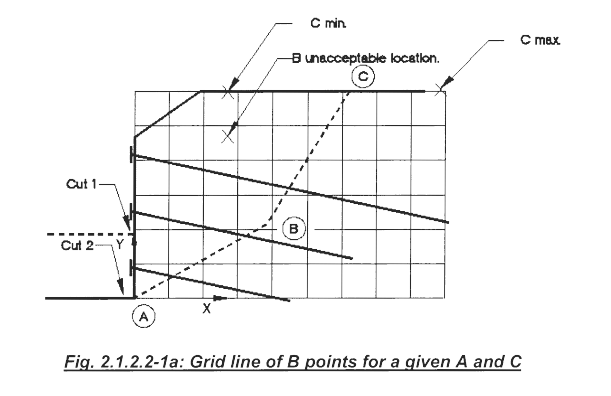 C min.
C max.
B unacceptable location.
C
Cut 1
B
Cut 2
Y
X
A
Fig. 2.1.2.2-1a: Grid line of B points for a given A and C